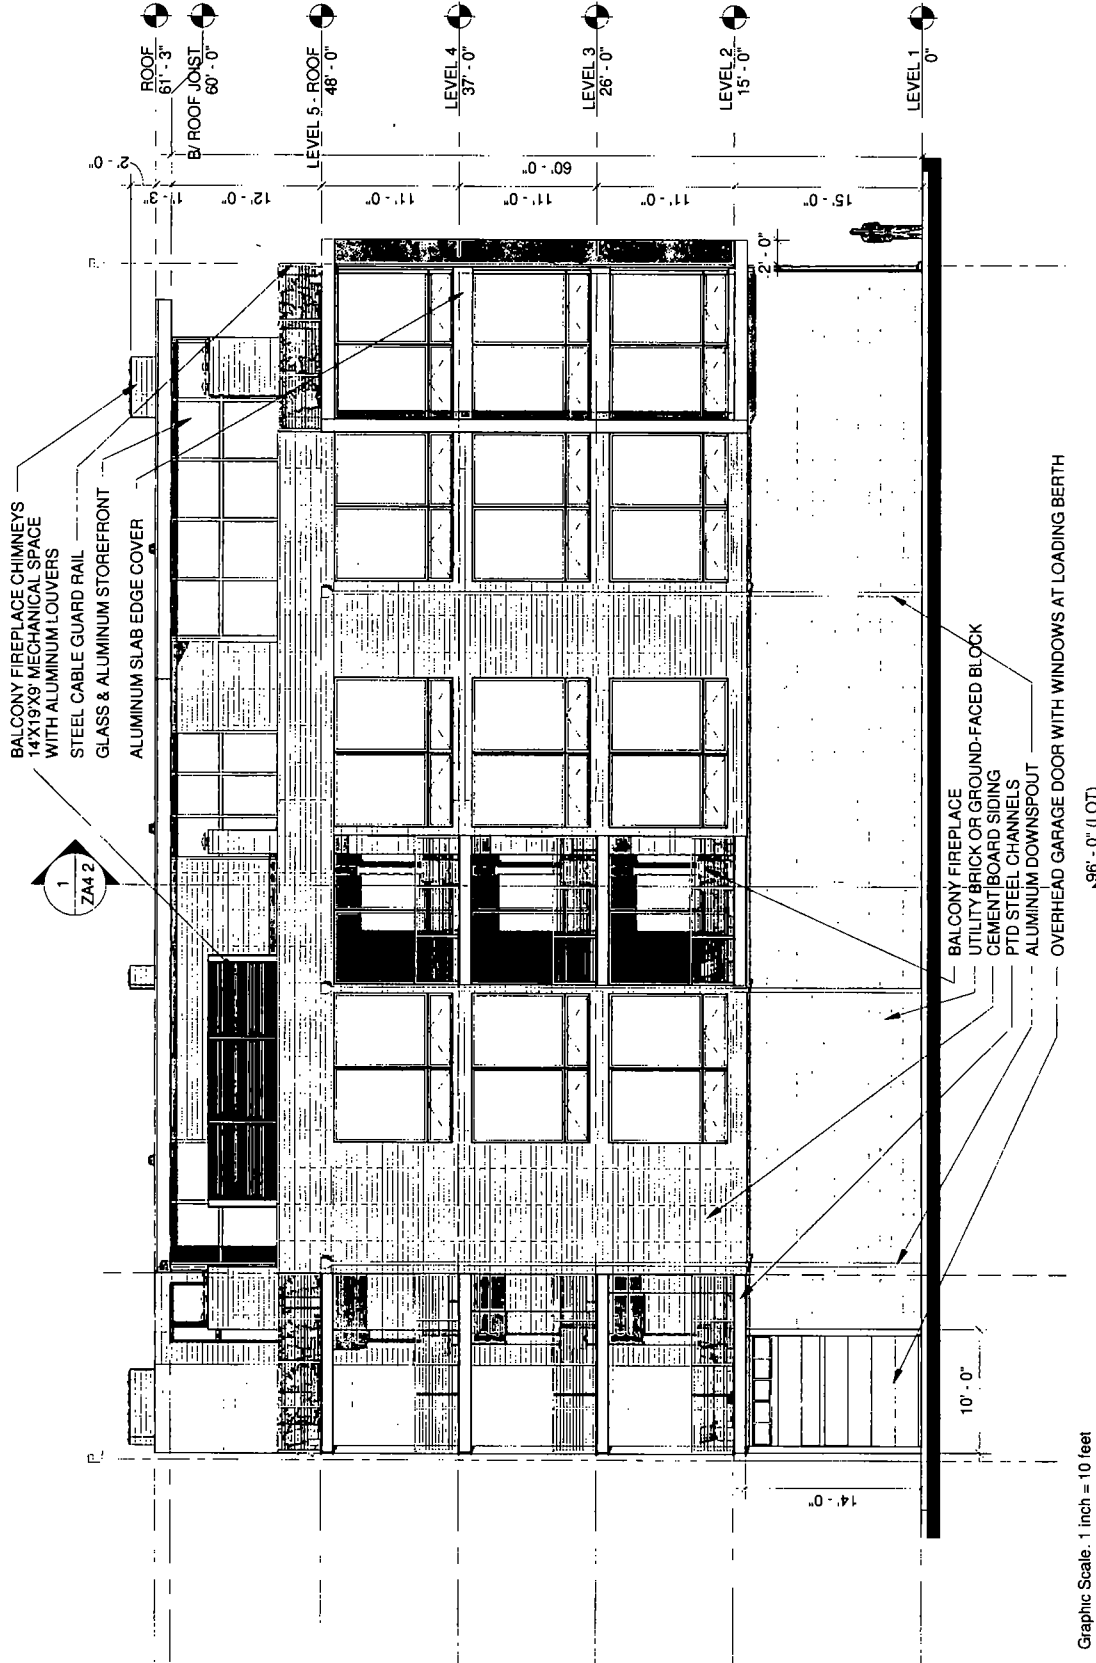 BALCONY FIREPLACE CHIMNEYS
14'X19'X9' MECHANICAL SPACE
WITH ALUMINUM LOUVERS
STEEL CABLE GUARD RAIL
GLASS & ALUMINUM STOREFRONT
ALUMINUM SLAB EDGE COVER
1
ZA4 2
ROOF
61' - 3"
B/ ROOF JOIST
60' - 0"
LEVEL 5 - ROOF
48' - 0"
LEVEL 4
37' - 0"
LEVEL 3
26' - 0"
LEVEL 2
15' - 0"
LEVEL 1
0"
2' - 0"
1' - 3"
12' - 0"
11' - 0"
11' - 0"
11' - 0"
15' - 0"
60' - 0"
2' - 0"
BALCONY FIREPLACE
UTILITY BRICK OR GROUND-FACED BLOCK
CEMENT BOARD SIDING
PTD STEEL CHANNELS
ALUMINUM DOWNSPOUT
OVERHEAD GARAGE DOOR WITH WINDOWS AT LOADING BERTH
10' - 0"
14' - 0"
96' - 0" (LOT)
Graphic Scale. 1 inch = 10 feet